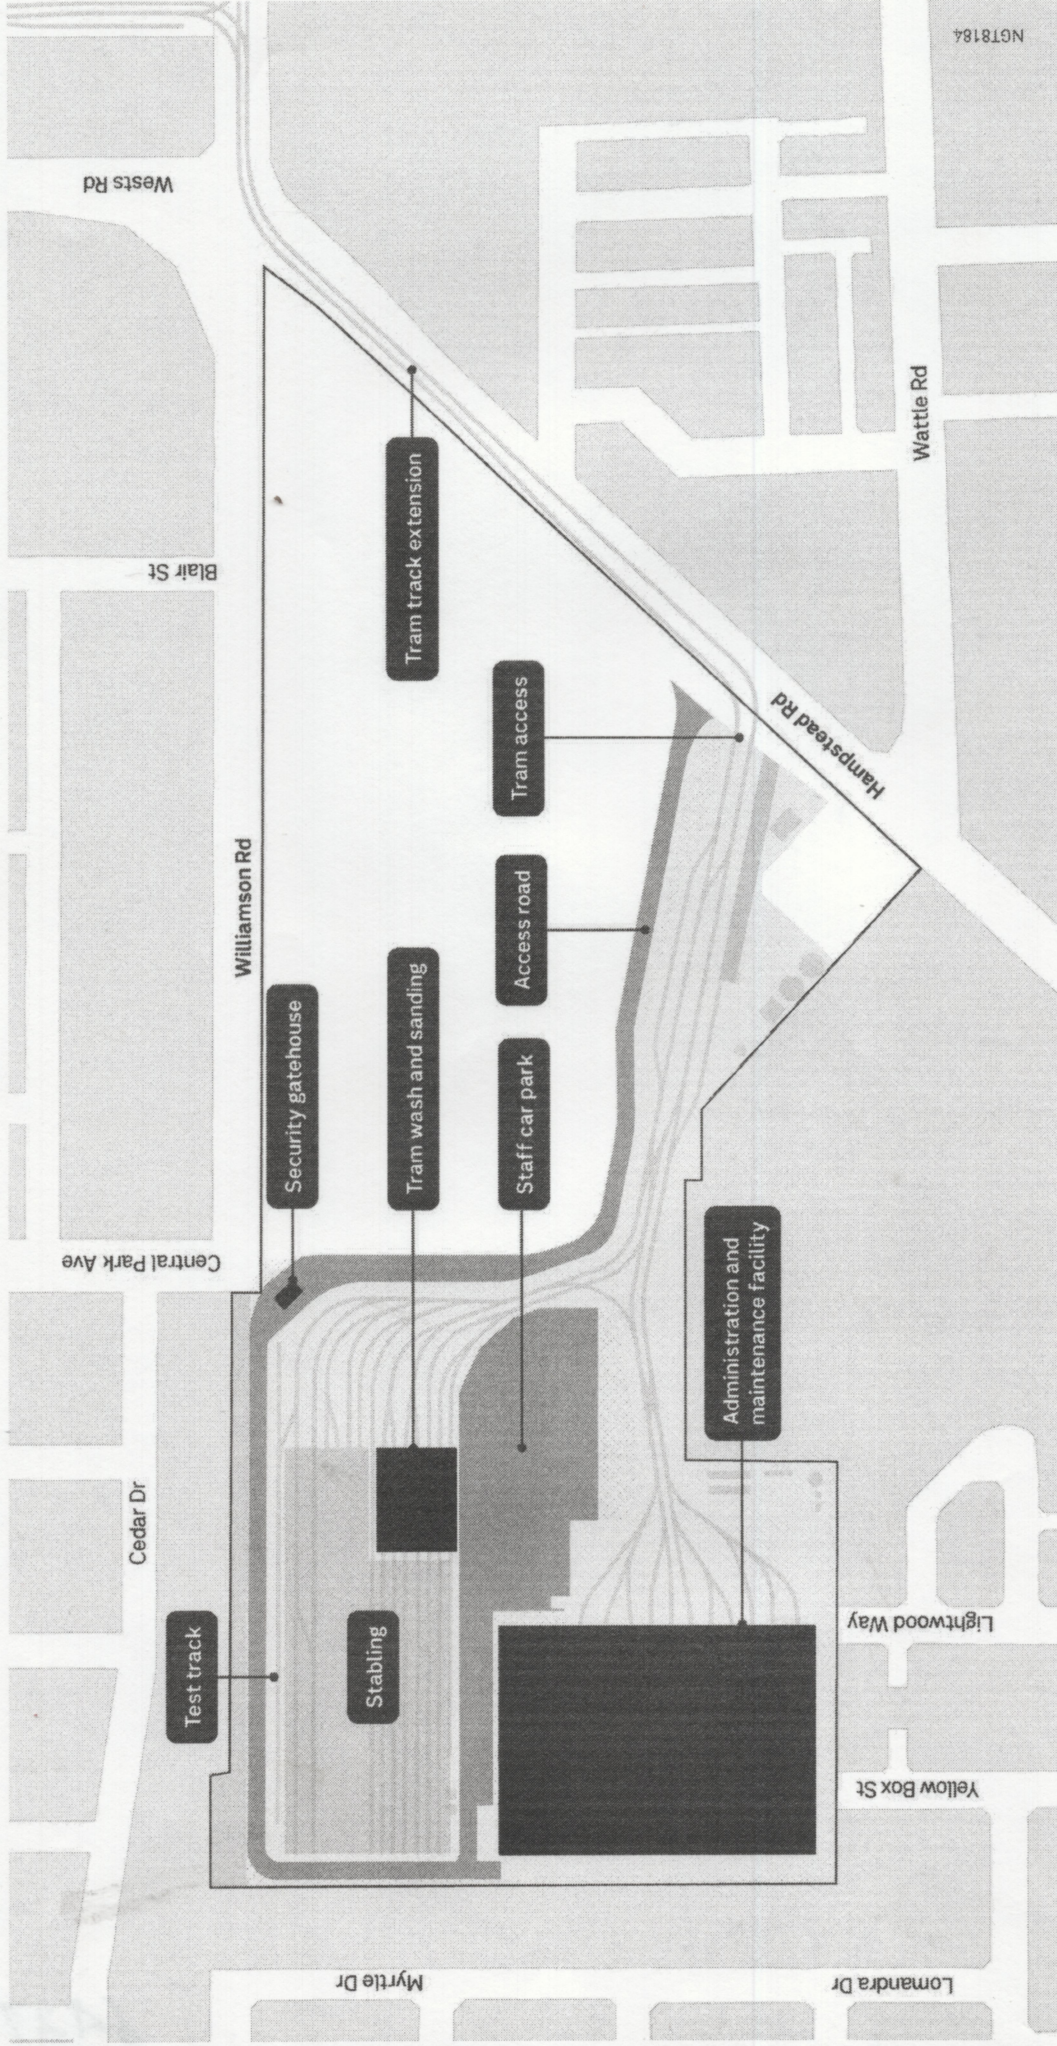 Cedar Dr
Central Park Ave
Blair St
Wests Rd
Test track
Williamson Rd
Security gatehouse
Myrtle Dr
Stabling
Tram wash and sanding
Tram track extension
Staff car park
Access road
Tram access
Administration and
maintenance facility
Hampstead Rd
Lomandra Dr
Yellow Box St
Lightwood Way
Wattle Rd
NGT8184